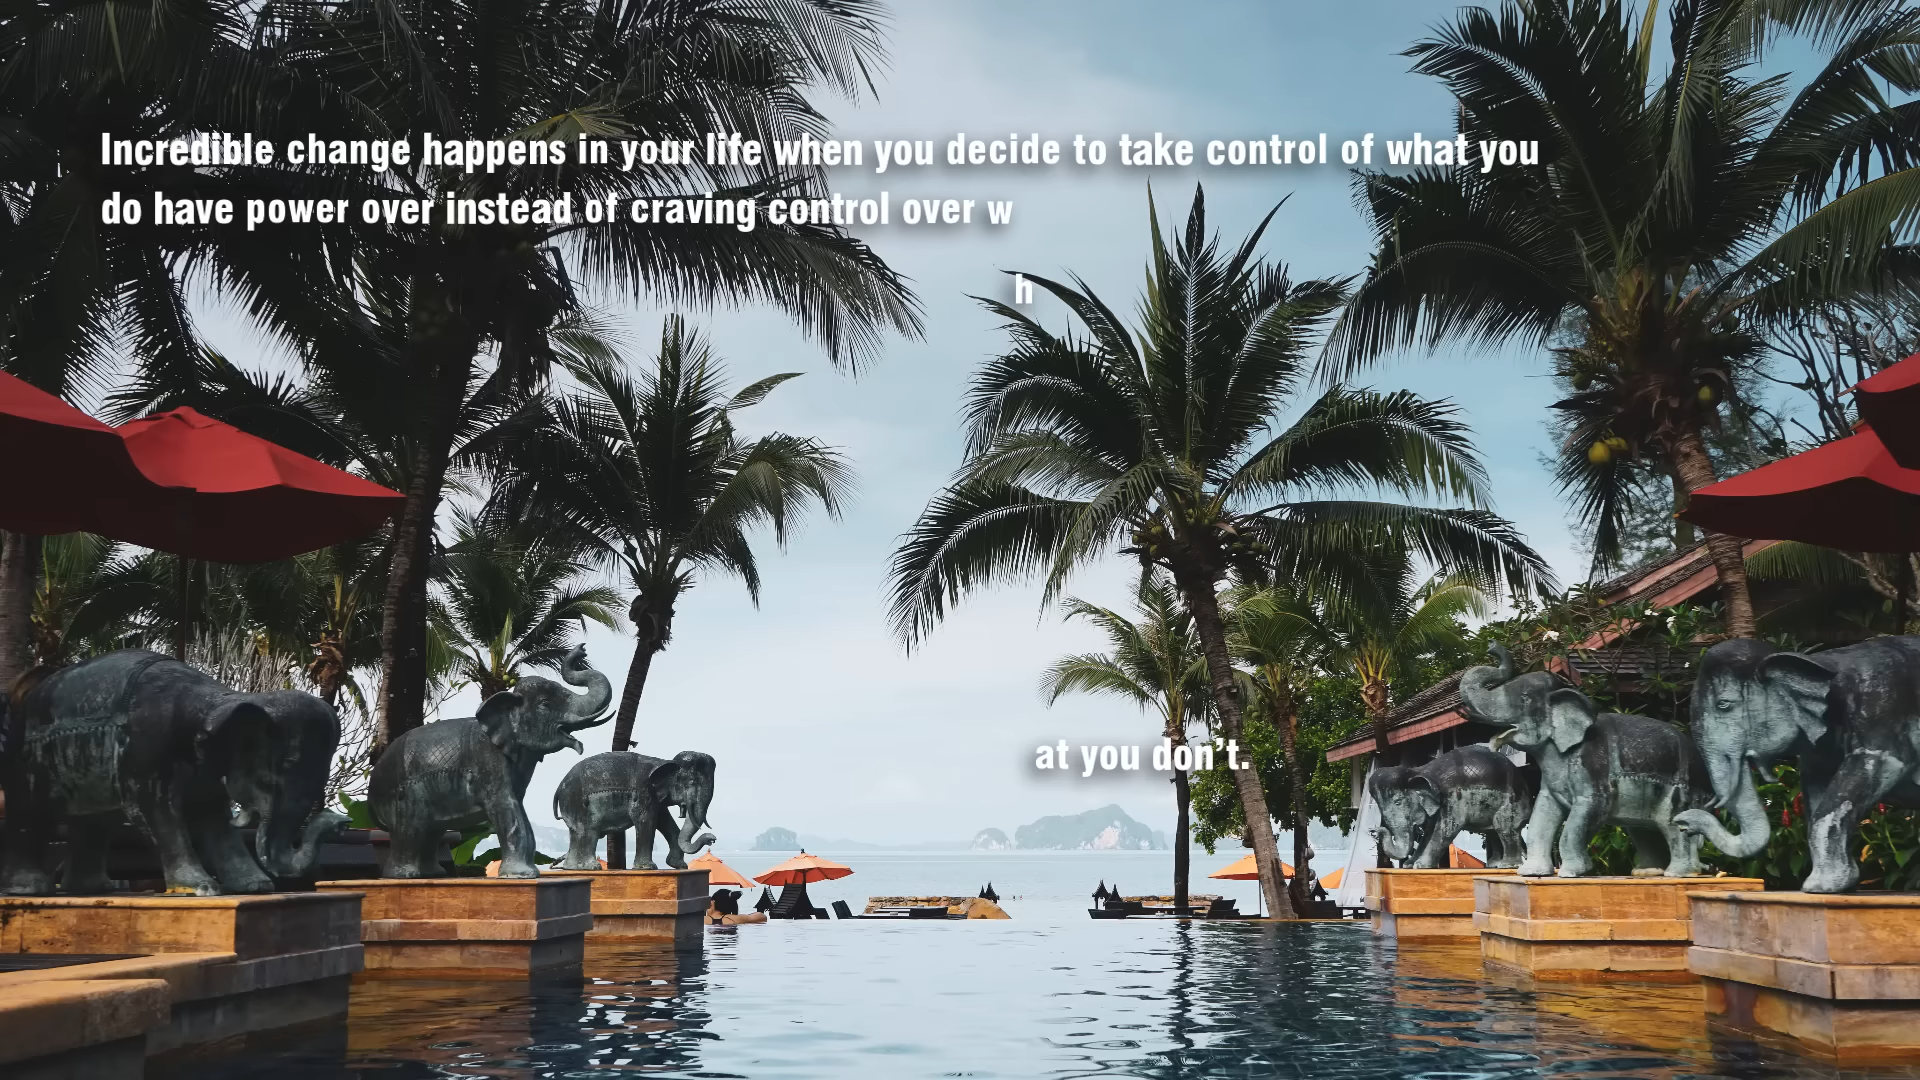 Incredible change happens in your life when you decide to take control of what you
do have power over instead of craving control over w
h
at you don’t.